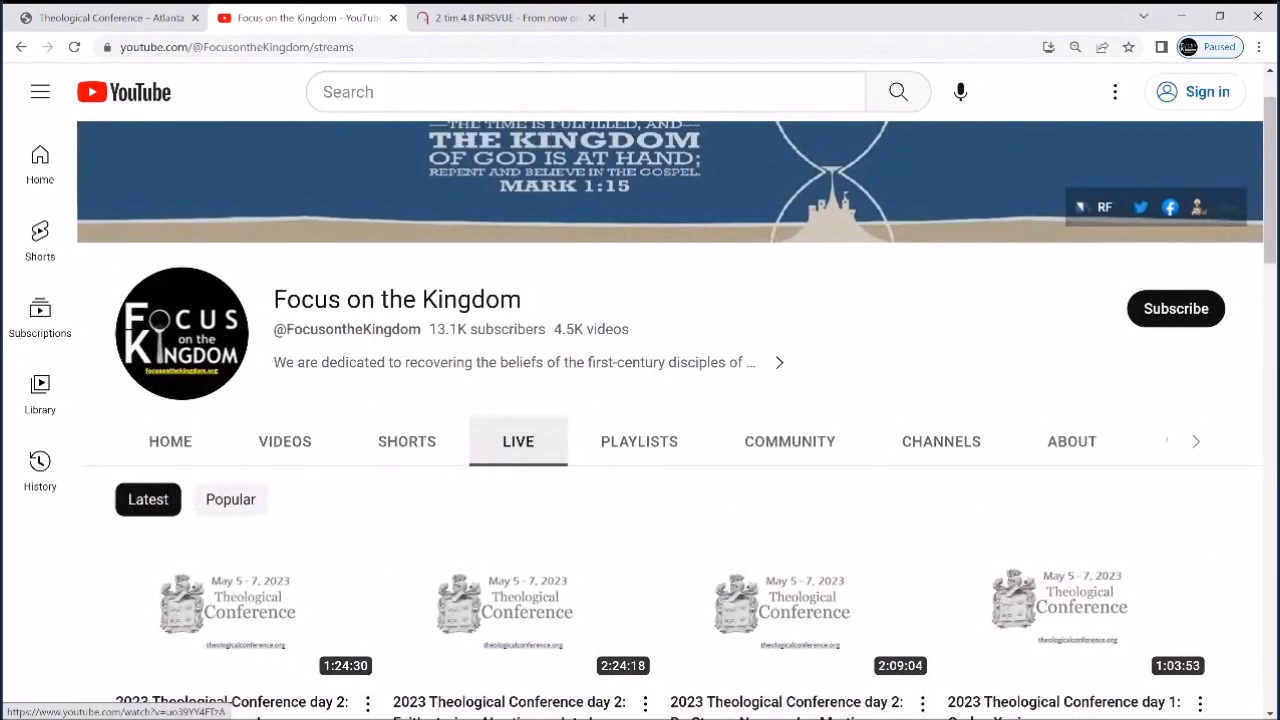 Theological Conference – Atlanta
Focus on the Kingdom - YouTube
2 tim 4:8 NRSVUE - From now on
youtube.com/@FocusontheKingdom/streams
Paused
YouTube
Search
Sign in
—THE TIME IS FULFILLED, AND—
THE KINGDOM
OF GOD IS AT HAND;
REPENT AND BELIEVE IN THE GOSPEL.
MARK 1:15
RF
Home
Shorts
Subscriptions
Library
History
FOCUS
on the
KINGDOM
focusonthekingdom.org
Focus on the Kingdom
@FocusontheKingdom 13.1K subscribers 4.5K videos
We are dedicated to recovering the beliefs of the first-century disciples of ...
Subscribe
HOME VIDEOS SHORTS LIVE PLAYLISTS COMMUNITY CHANNELS ABOUT
Latest Popular
May 5 - 7, 2023
Theological
Conference
theologicalconference.org
1:24:30
May 5 - 7, 2023
Theological
Conference
theologicalconference.org
2:24:18
May 5 - 7, 2023
Theological
Conference
theologicalconference.org
2:09:04
May 5 - 7, 2023
Theological
Conference
theologicalconference.org
1:03:53
2023 Theological Conference day 2:
2023 Theological Conference day 2:
2023 Theological Conference day 2:
2023 Theological Conference day 1: